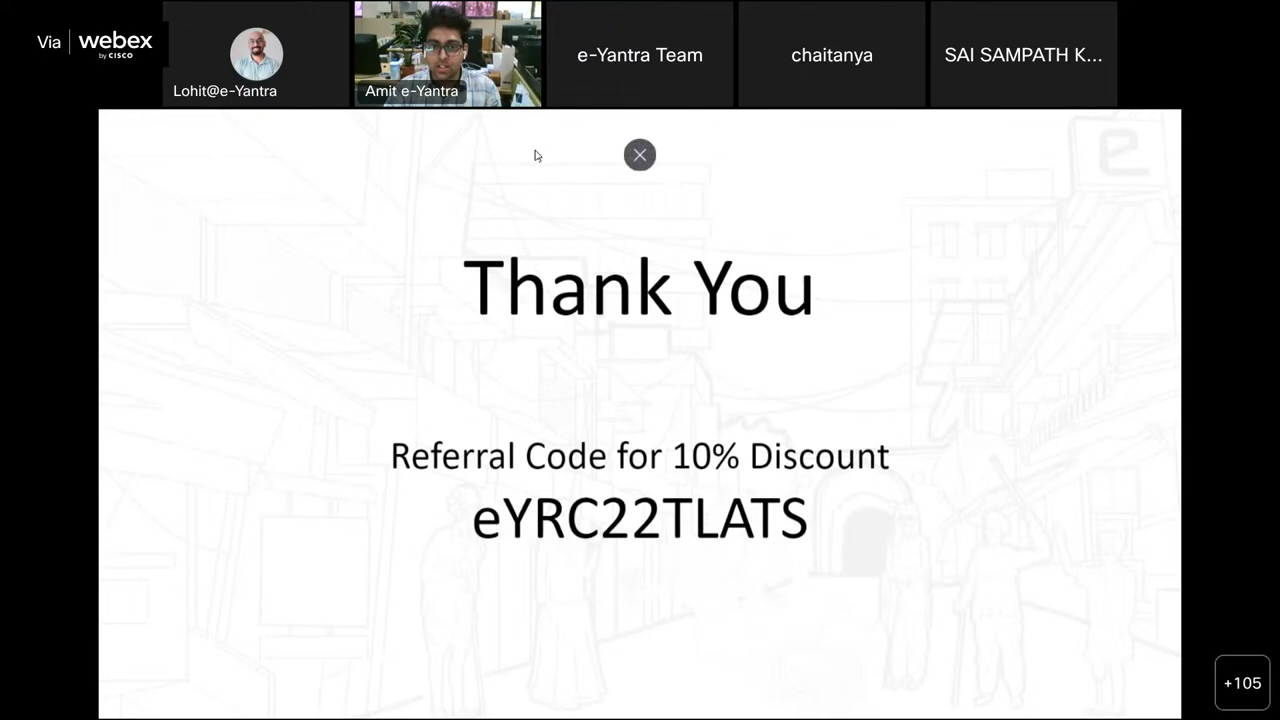 Via webex
by CISCO
Lohit@e-Yantra
Amit e-Yantra
e-Yantra Team
chaitanya
SAI SAMPATH K...
e
Thank You
Referral Code for 10% Discount
eYRC22TLATS
+105